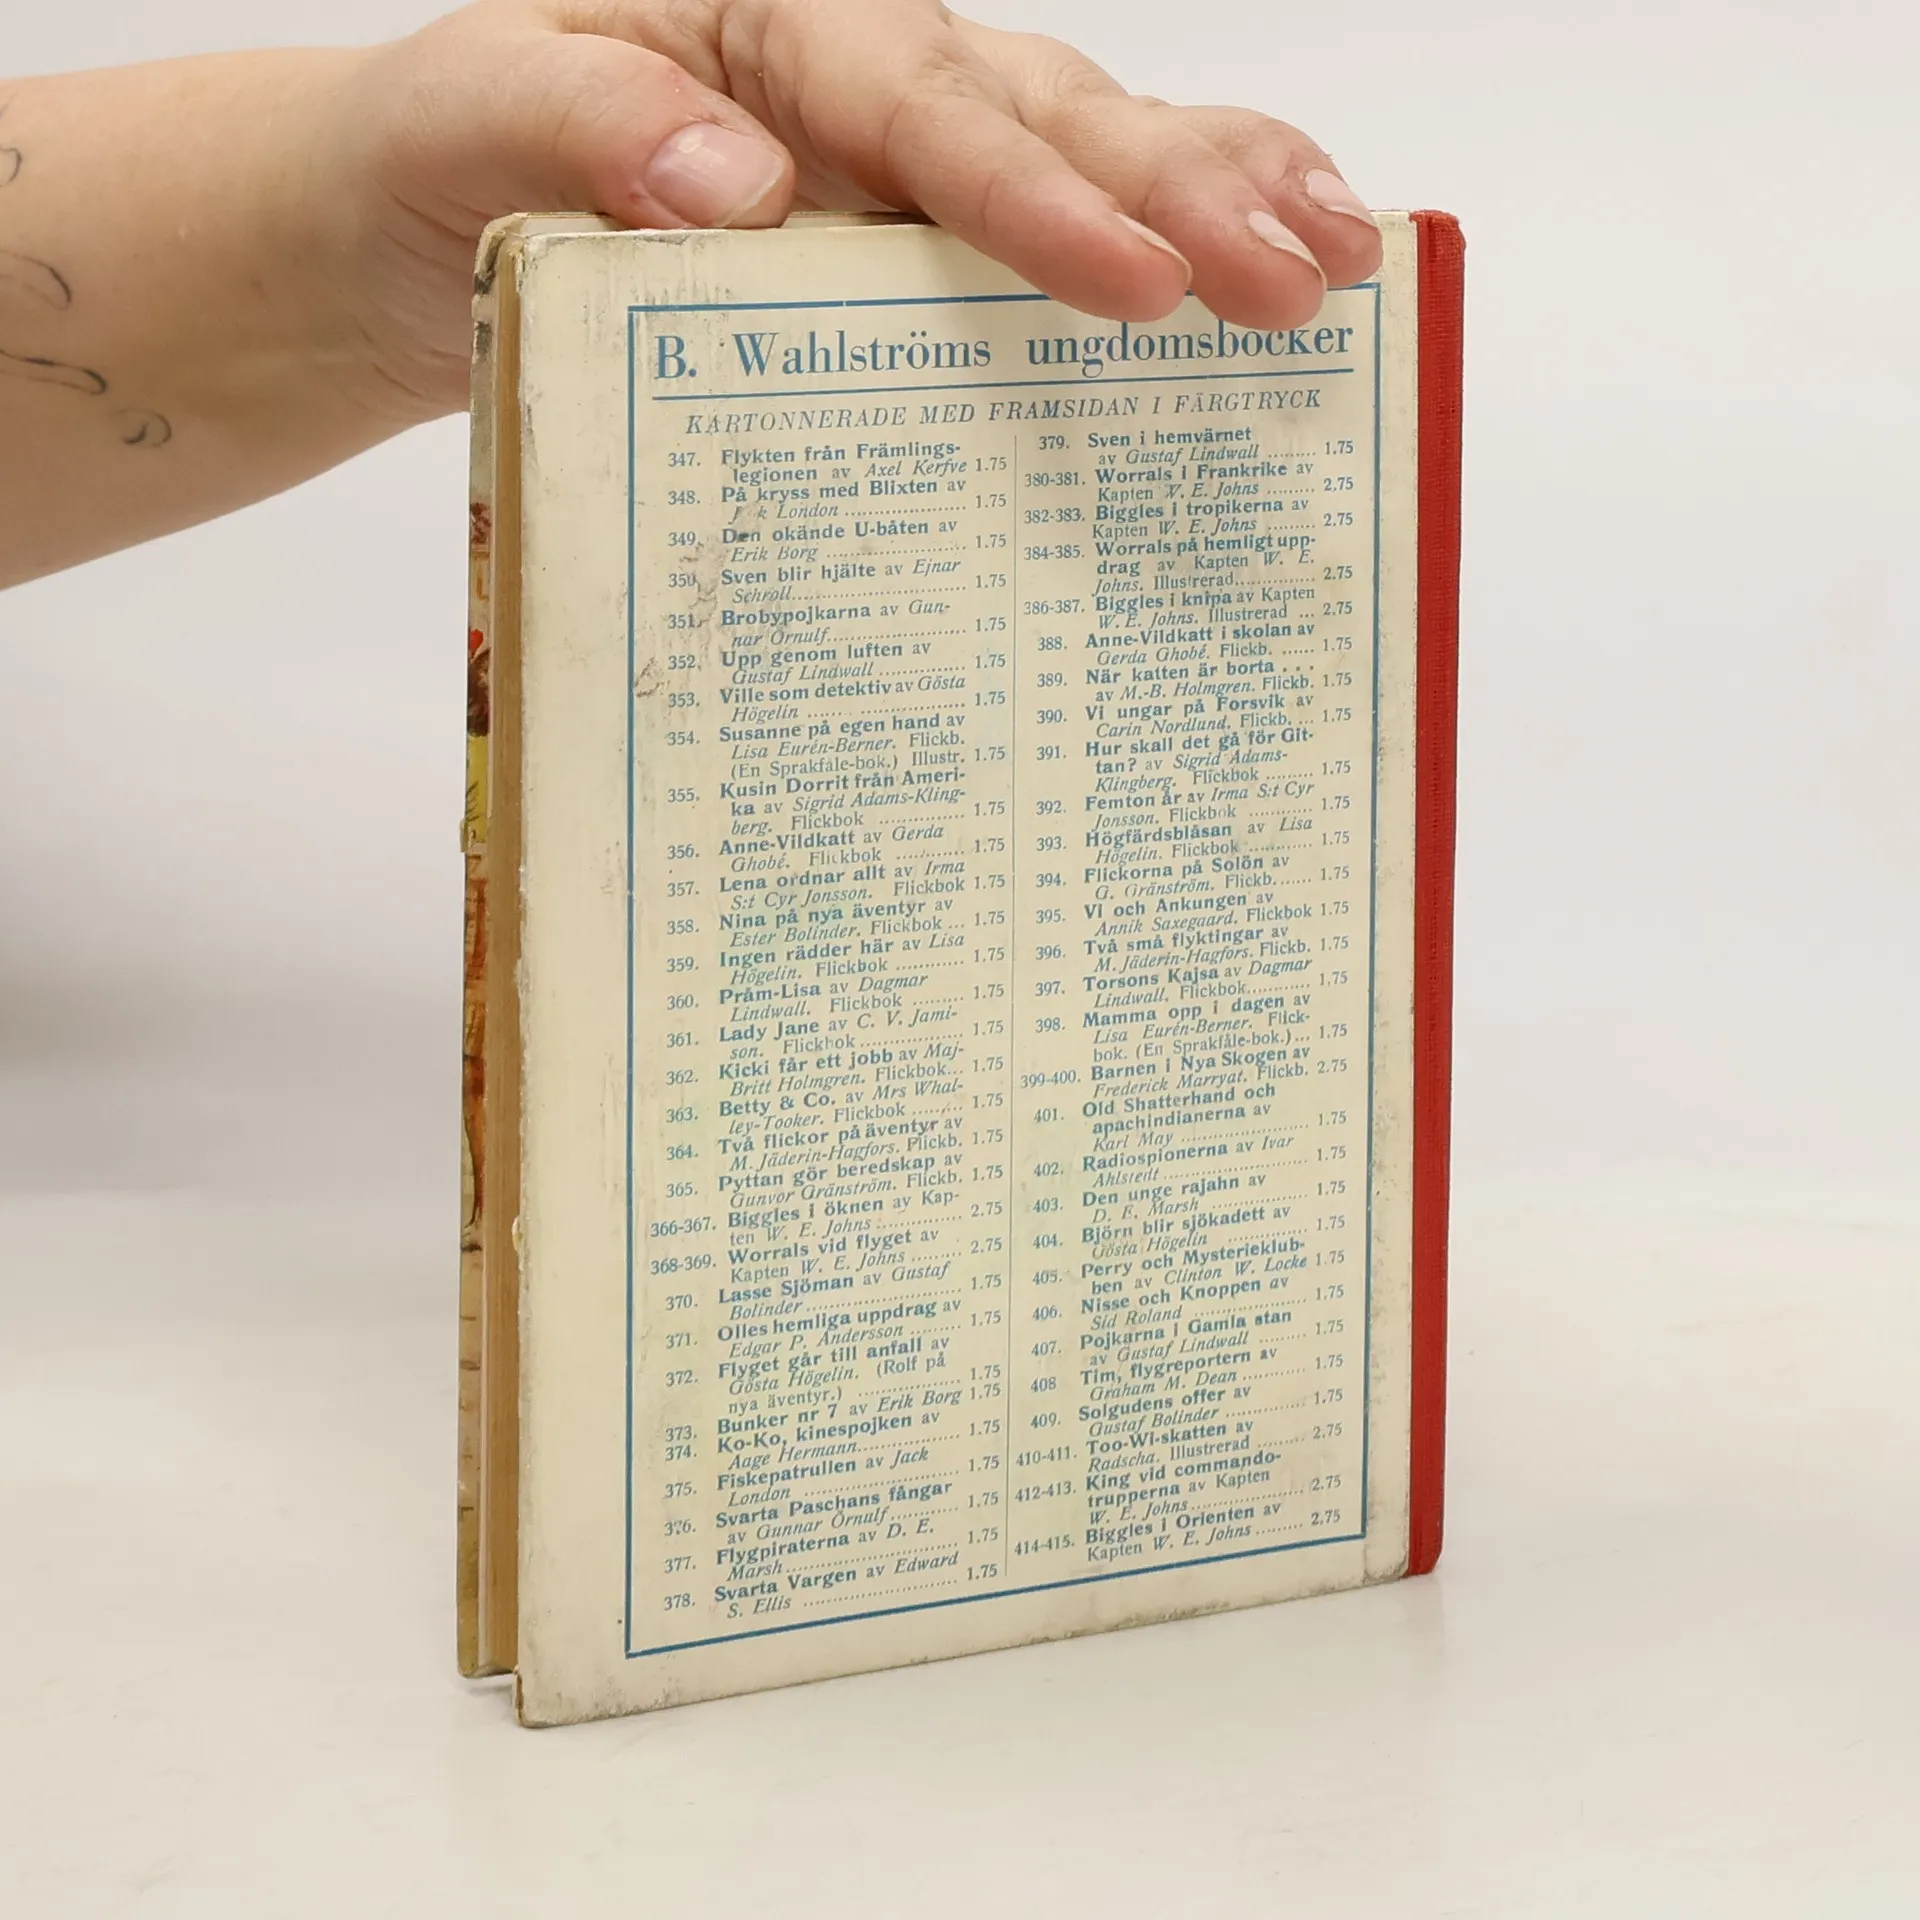 B. Wahlströms ungdomsböcker
KARTONNERADE MED FRAMSIDAN I FÄRGTRYCK
347. Flykten från Främlings-
legionen av Axel Kerfve 1.75
348. På kryss med Blixten av
J k London 1.75
349. Den okände U-båten av
Erik Borg 1.75
350. Sven blir hjälte av Ejnar
Schroll 1.75
351. Brobypojkarna av Gun-
nar Örnulf 1.75
352. Upp genom luften av
Gustaf Lindwall 1.75
353. Ville som detektiv av Gösta
Högelin 1.75
354. Susanne på egen hand av
Lisa Eurén-Berner. Flickb.
(En Sprakfåle-bok.) Illustr. 1.75
355. Kusin Dorrit från Ameri-
ka av Sigrid Adams-Kling-
berg. Flickbok 1.75
356. Anne-Vildkatt av Gerda
Ghobé. Flickbok 1.75
357. Lena ordnar allt av Irma
S:t Cyr Jonsson. Flickbok 1.75
358. Nina på nya äventyr av
Ester Bolinder. Flickbok ... 1.75
359. Ingen rädder här av Lisa
Högelin. Flickbok 1.75
360. Pråm-Lisa av Dagmar
Lindwall. Flickbok 1.75
361. Lady Jane av C. V. Jami-
son. Flickbok 1.75
362. Kicki får ett jobb av Maj-
Britt Holmgren. Flickbok... 1.75
363. Betty & Co. av Mrs Whal-
ley-Tooker. Flickbok 1.75
364. Två flickor på äventyr av
M. Jäderin-Hagfors. Flickb. 1.75
365. Pyttan gör beredskap av
Gunvor Gränström. Flickb. 1.75
366-367. Biggles i öknen av Kap-
ten W. E. Johns 2.75
368-369. Worrals vid flyget av
Kapten W. E. Johns 2.75
370. Lasse Sjöman av Gustaf
Bolinder 1.75
371. Olles hemliga uppdrag av
Edgar P. Andersson 1.75
372. Flyget går till anfall av
Gösta Högelin. (Rolf på
nya äventyr.) 1.75
373. Bunker nr 7 av Erik Borg 1.75
374. Ko-Ko, kinespojken av
Aage Hermann 1.75
375. Fiskepatrullen av Jack
London 1.75
376. Svarta Paschans fångar
av Gunnar Örnulf 1.75
377. Flygpiraterna av D. E.
Marsh 1.75
378. Svarta Vargen av Edward
S. Ellis 1.75
379. Sven i hemvärnet
av Gustaf Lindwall 1.75
380-381. Worrals i Frankrike av
Kapten W. E. Johns 2.75
382-383. Biggles i tropikerna av
Kapten W. E. Johns 2.75
384-385. Worrals på hemligt upp-
drag av Kapten W. E.
Johns. Illustrerad 2.75
386-387. Biggles i knipa av Kapten
W. E. Johns. Illustrerad ... 2.75
388. Anne-Vildkatt i skolan av
Gerda Ghobé. Flickb. 1.75
389. När katten är borta . . .
av M.-B. Holmgren. Flickb. 1.75
390. Vi ungar på Forsvik av
Carin Nordlund. Flickb. ... 1.75
391. Hur skall det gå för Git-
tan? av Sigrid Adams-
Klingberg. Flickbok 1.75
392. Femton år av Irma S:t Cyr
Jonsson. Flickbok 1.75
393. Högfärdsblåsan av Lisa
Högelin. Flickbok 1.75
394. Flickorna på Solön av
G. Gränström. Flickb. 1.75
395. Vi och Ankungen av
Annik Saxegaard. Flickbok 1.75
396. Två små flyktingar av
M. Jäderin-Hagfors. Flickb. 1.75
397. Torsons Kajsa av Dagmar
Lindwall. Flickbok 1.75
398. Mamma opp i dagen av
Lisa Eurén-Berner. Flick-
bok. (En Sprakfåle-bok.)... 1.75
399-400. Barnen i Nya Skogen av
Frederick Marryat. Flickb. 2.75
401. Old Shatterhand och
apachindianerna av
Karl May 1.75
402. Radiospionerna av Ivar
Ahlstedt 1.75
403. Den unge rajahn av
D. E. Marsh 1.75
404. Björn blir sjökadett av
Gösta Högelin 1.75
405. Perry och Mysterieklub-
ben av Clinton W. Locke 1.75
406. Nisse och Knoppen av
Sid Roland 1.75
407. Pojkarna i Gamla stan
av Gustaf Lindwall 1.75
408 Tim, flygreportern av
Graham M. Dean 1.75
409. Solgudens offer av
Gustaf Bolinder 1.75
410-411. Too-Wi-skatten av
Radscha. Illustrerad 2.75
412-413. King vid commando-
trupperna av Kapten
W. E. Johns 2.75
414-415. Biggles i Orienten av
Kapten W. E. Johns 2.75